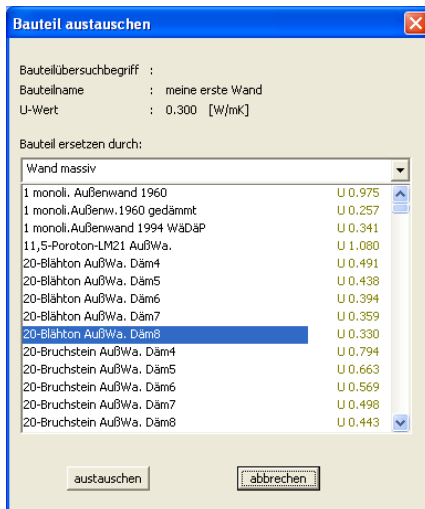 Bauteil austauschen
Bauteilübersuchbegriff :
Bauteilname : meine erste Wand
U-Wert : 0.300 [W/mK]
Bauteil ersetzen durch:
Wand massiv
1 monoli. Außenwand 1960 U 0.975
1 monoli.Außenw.1960 gedämmt U 0.257
1 monoli.Außenwand 1994 WäDäP U 0.341
11,5-Poroton-LM21 AußWa. U 1.080
20-Blähton AußWa. Däm4 U 0.491
20-Blähton AußWa. Däm5 U 0.438
20-Blähton AußWa. Däm6 U 0.394
20-Blähton AußWa. Däm7 U 0.359
20-Blähton AußWa. Däm8 U 0.330
20-Bruchstein AußWa. Däm4 U 0.794
20-Bruchstein AußWa. Däm5 U 0.663
20-Bruchstein AußWa. Däm6 U 0.569
20-Bruchstein AußWa. Däm7 U 0.498
20-Bruchstein AußWa. Däm8 U 0.443
austauschen abbrechen